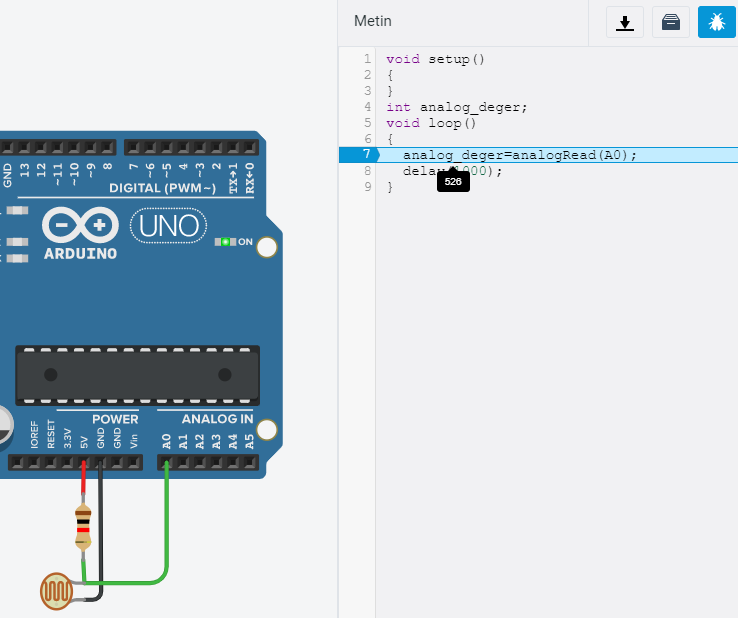 Metin
1 void setup()
2 {
3 }
4 int analog_deger;
5 void loop()
6 {
7 analog_deger=analogRead(A0);
8 delay(1000);
526
9 }
GND 13 12 ~11 ~10 ~9 8 7 ~6 ~5 4 ~3 2 TX→1 RX←0
DIGITAL (PWM~)
UNO
ON
ARDUINO
POWER ANALOG IN
IOREF RESET 3.3V 5V GND GND Vin A0 A1 A2 A3 A4 A5